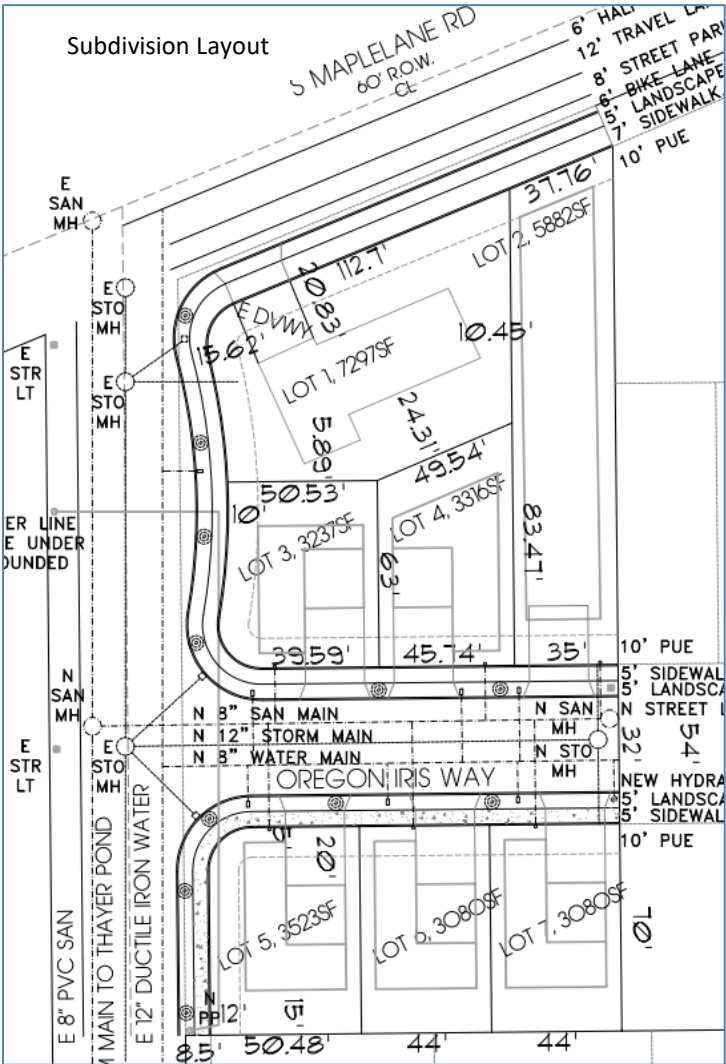 Subdivision Layout
S MAPLELANE RD
60' R.O.W.
CL
12' TRAVEL
8' STREET
6' BIKE LANE
5' LANDSCAPE
7' SIDEWALK
10' PUE
E
SAN
MH
37.76'
LOT 2, 5882SF
112.7'
20.83'
E DVWY
15.62'
10.45'
LOT 1, 7297SF
E
STO
MH
E
STR
LT
E
STO
MH
5.89'
24.31'
49.54'
50.53'
10'
LOT 4, 3316SF
LOT 3, 3237SF
63'
83.47'
ER LINE
E UNDER
OUNDED
39.59'
45.74'
35'
10' PUE
5' SIDEWAL
5' LANDSCA
N
SAN
MH
N 8" SAN MAIN
N SAN
MH
N STREET L
N 12" STORM MAIN
N 8" WATER MAIN
N STO
MH
32'
54'
E
STR
LT
E
STO
MH
OREGON IRIS WAY
NEW HYDRA
5' LANDSCA
5' SIDEWAL
10' PUE
20'
LOT 5, 3523SF
LOT 6, 3080SF
LOT 7, 3080SF
70'
E 8" PVC SAN
M MAIN TO THAYER POND
E 12" DUCTILE IRON WATER
N
PP
12'
15'
8.5'
50.48'
44'
44'